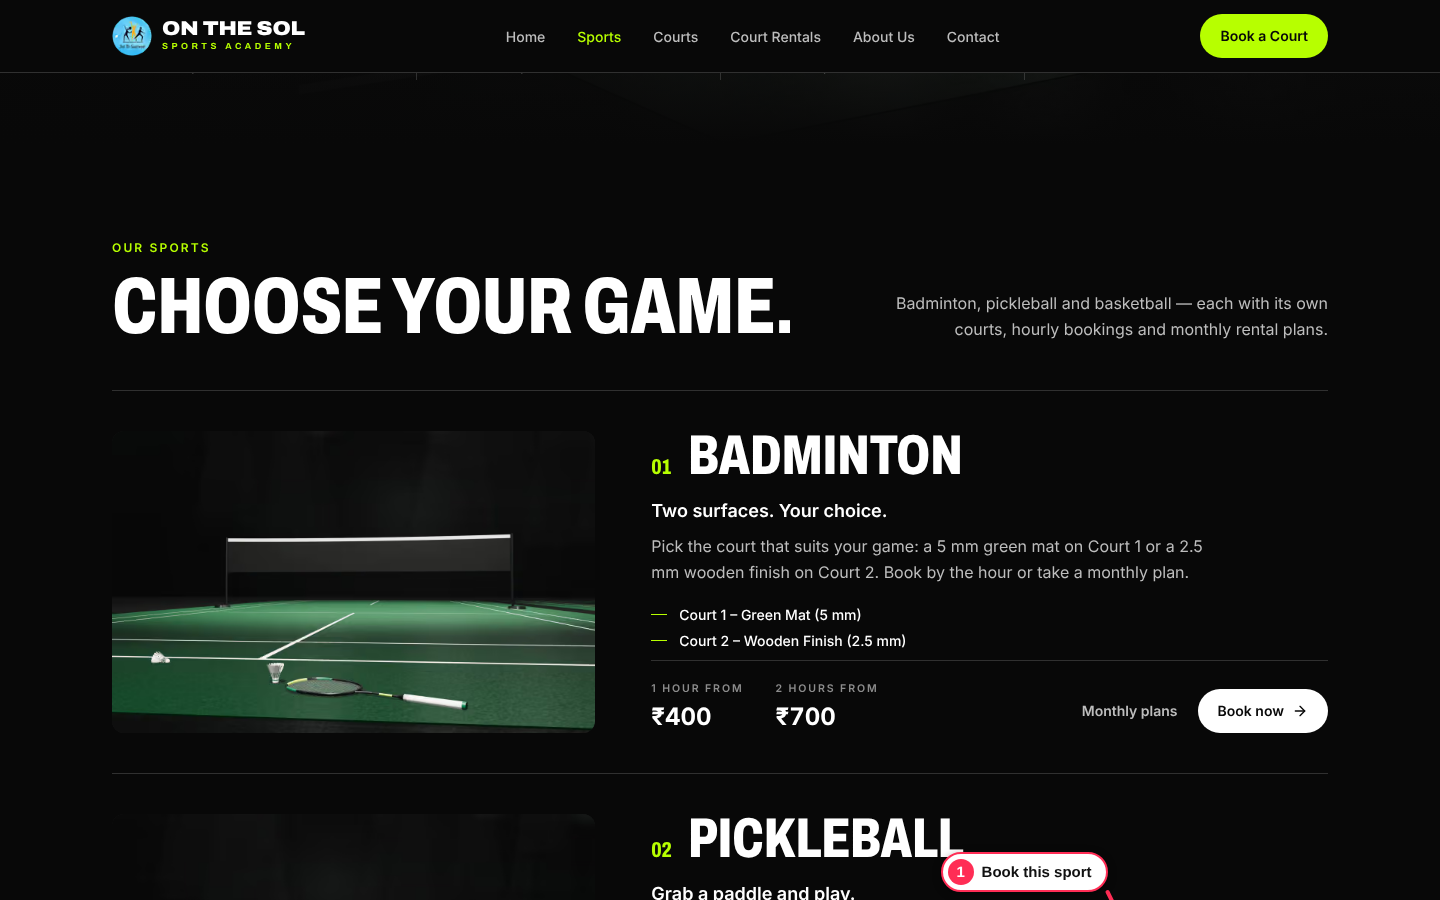 ON THE SOL
SPORTS ACADEMY
Home
Sports
Courts
Court Rentals
About Us
Contact
Book a Court
OUR SPORTS
CHOOSE YOUR GAME.
Badminton, pickleball and basketball — each with its own
courts, hourly bookings and monthly rental plans.
01 BADMINTON
Two surfaces. Your choice.
Pick the court that suits your game: a 5 mm green mat on Court 1 or a 2.5
mm wooden finish on Court 2. Book by the hour or take a monthly plan.
Court 1 – Green Mat (5 mm)
Court 2 – Wooden Finish (2.5 mm)
1 HOUR FROM
₹400
2 HOURS FROM
₹700
Monthly plans
Book now →
02 PICKLEBALL
1 Book this sport
Grab a paddle and play.